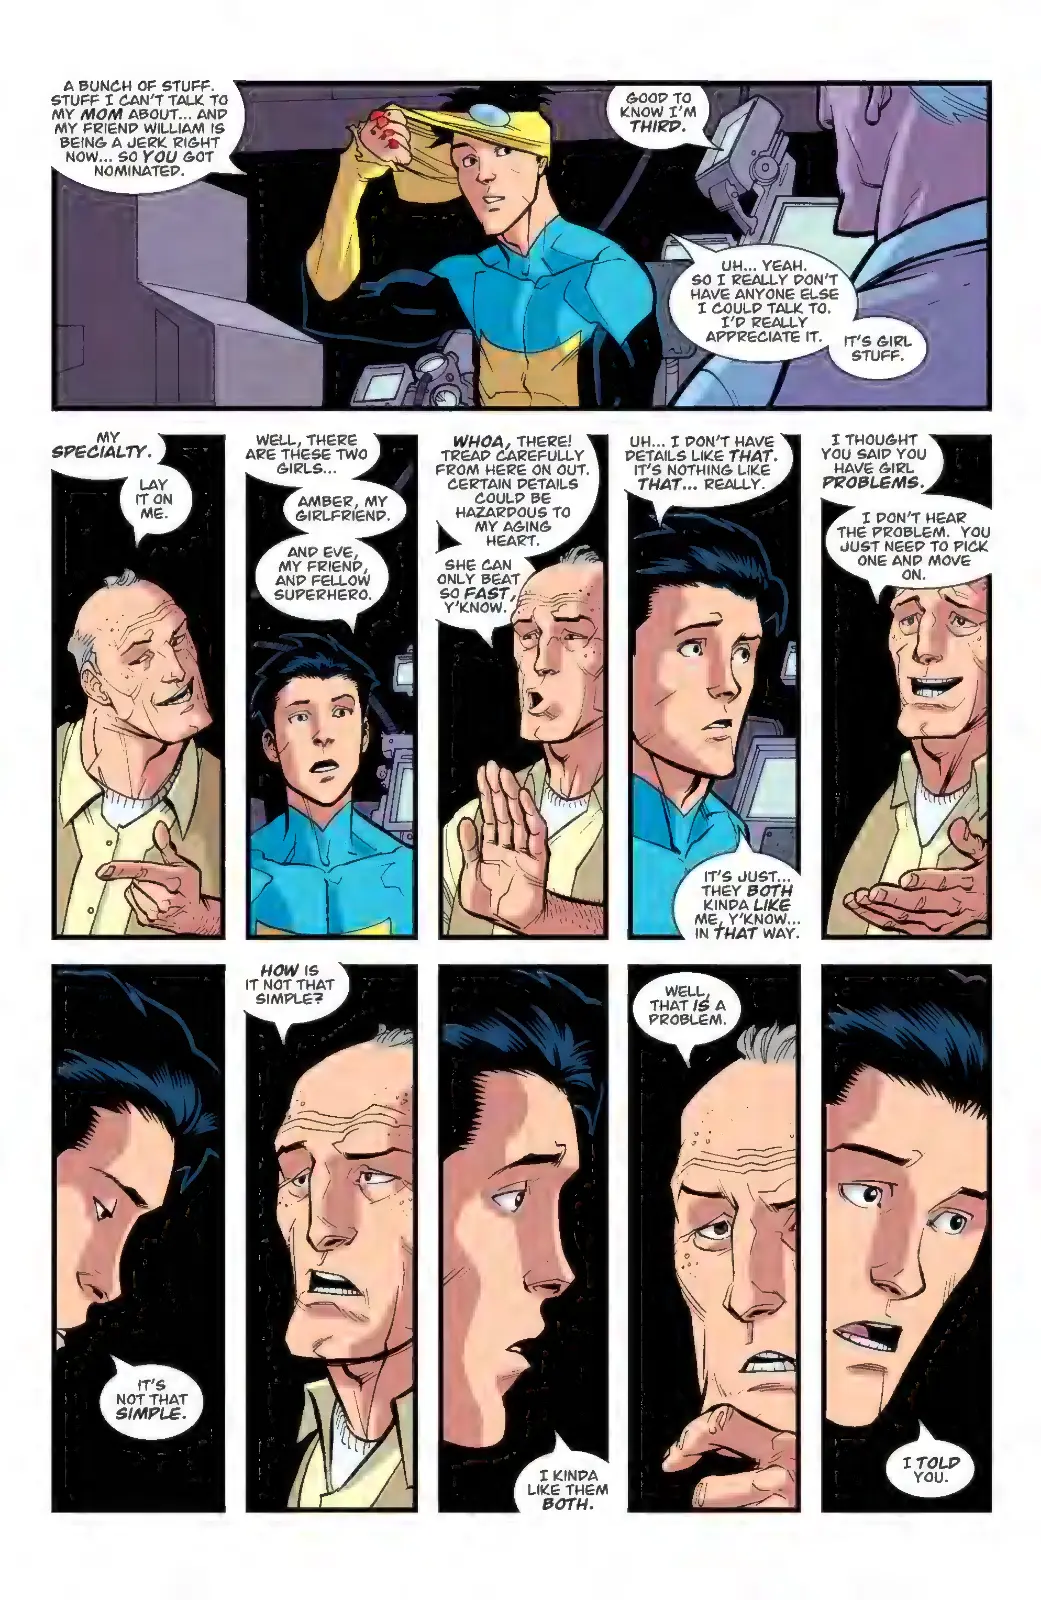 A BUNCH OF STUFF.
STUFF I CAN'T TALK TO
MY MOM ABOUT... AND
MY FRIEND WILLIAM IS
BEING A JERK RIGHT
NOW... SO YOU GOT
NOMINATED.
GOOD TO
KNOW I'M
THIRD.
UH... YEAH.
SO I REALLY DON'T
HAVE ANYONE ELSE
I COULD TALK TO.
I'D REALLY
APPRECIATE IT.
IT'S GIRL
STUFF.
MY
SPECIALTY.
LAY
IT ON
ME.
WELL, THERE
ARE THESE TWO
GIRLS...
AMBER, MY
GIRLFRIEND.
AND EVE,
MY FRIEND,
AND FELLOW
SUPERHERO.
WHOA, THERE!
TREAD CAREFULLY
FROM HERE ON OUT.
CERTAIN DETAILS
COULD BE
HAZARDOUS TO
MY AGING
HEART.
SHE CAN
ONLY BEAT
SO FAST,
Y'KNOW.
UH... I DON'T HAVE
DETAILS LIKE THAT.
IT'S NOTHING LIKE
THAT... REALLY.
IT'S JUST...
THEY BOTH
KINDA LIKE
ME, Y'KNOW...
IN THAT WAY.
I THOUGHT
YOU SAID YOU
HAVE GIRL
PROBLEMS.
I DON'T HEAR
THE PROBLEM. YOU
JUST NEED TO PICK
ONE AND MOVE
ON.
IT'S
NOT THAT
SIMPLE.
HOW IS
IT NOT THAT
SIMPLE?
I KINDA
LIKE THEM
BOTH.
WELL,
THAT IS A
PROBLEM.
I TOLD
YOU.